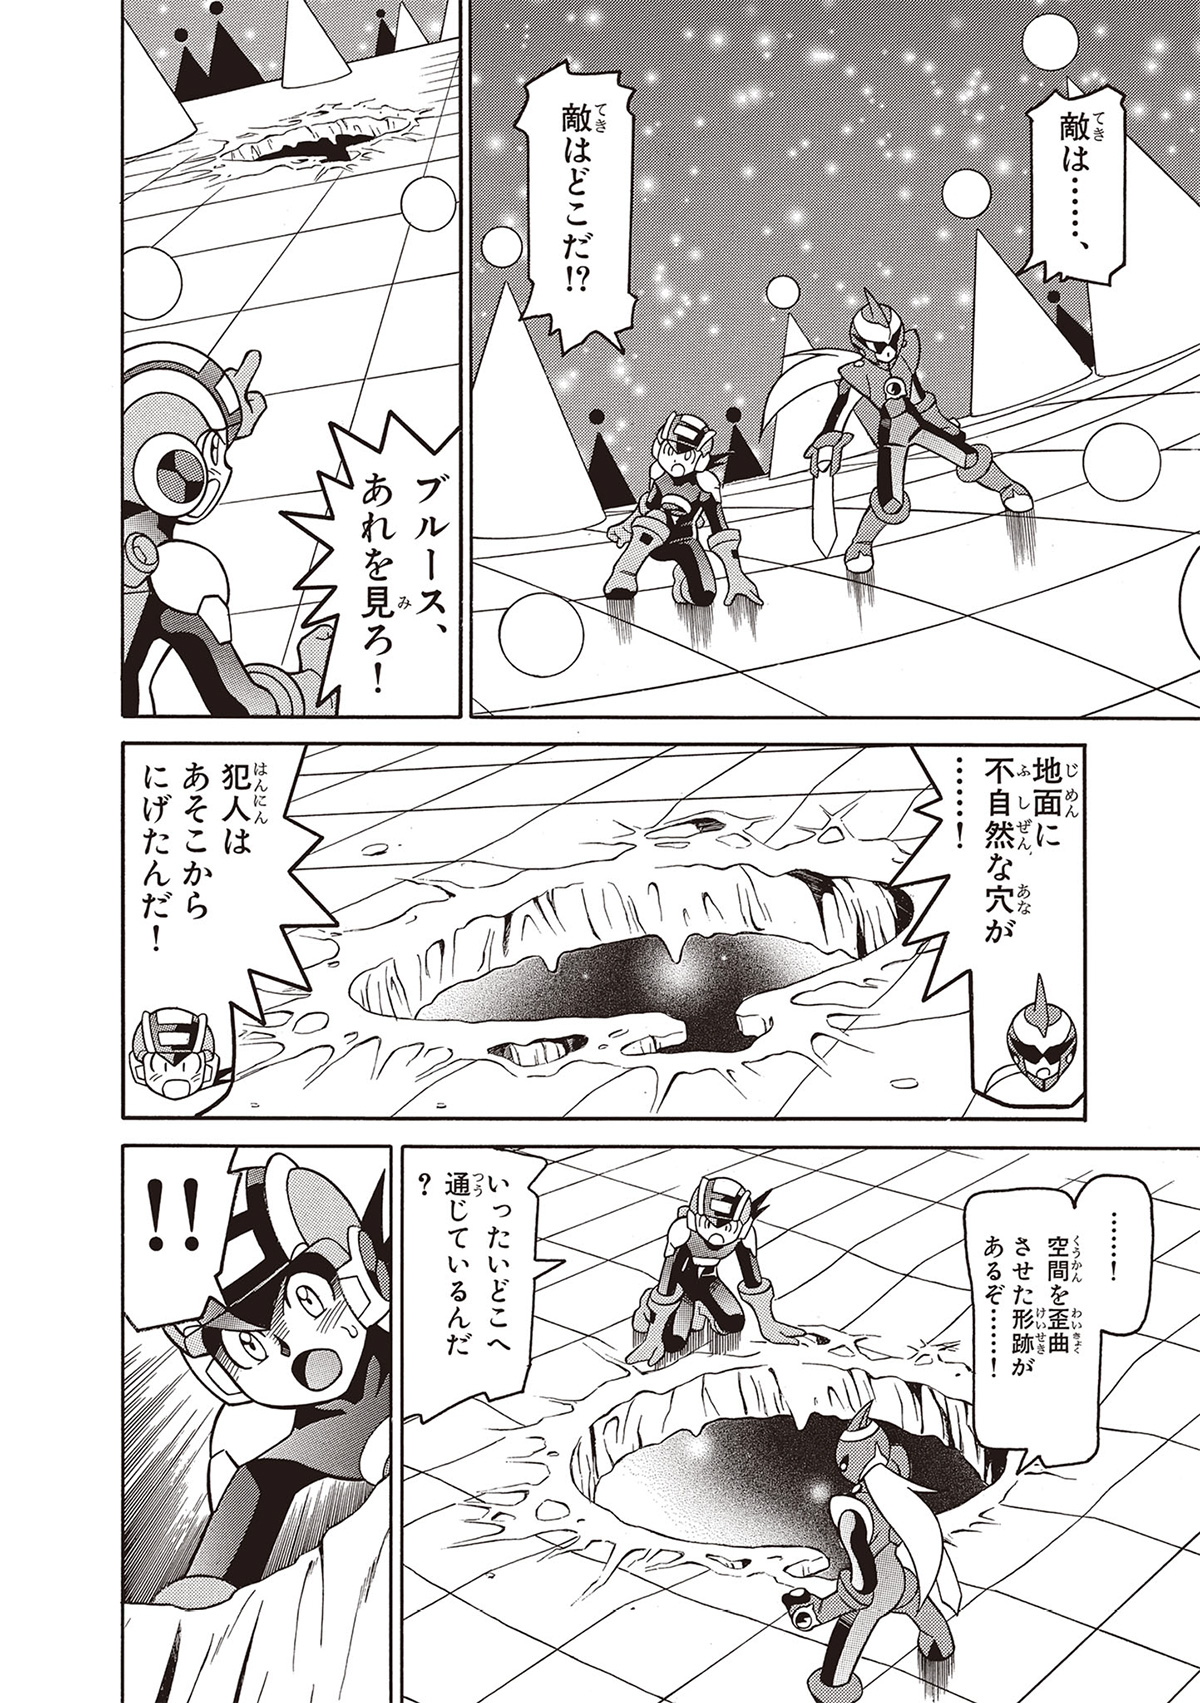 敵は……、
敵はどこだ!?
ブルース、
あれを見ろ！
地面に
不自然な穴が
……！
犯人は
あそこから
にげたんだ！
……！
空間を歪曲
させた形跡が
あるぞ……！
いったいどこへ
通じているんだ
？
！！